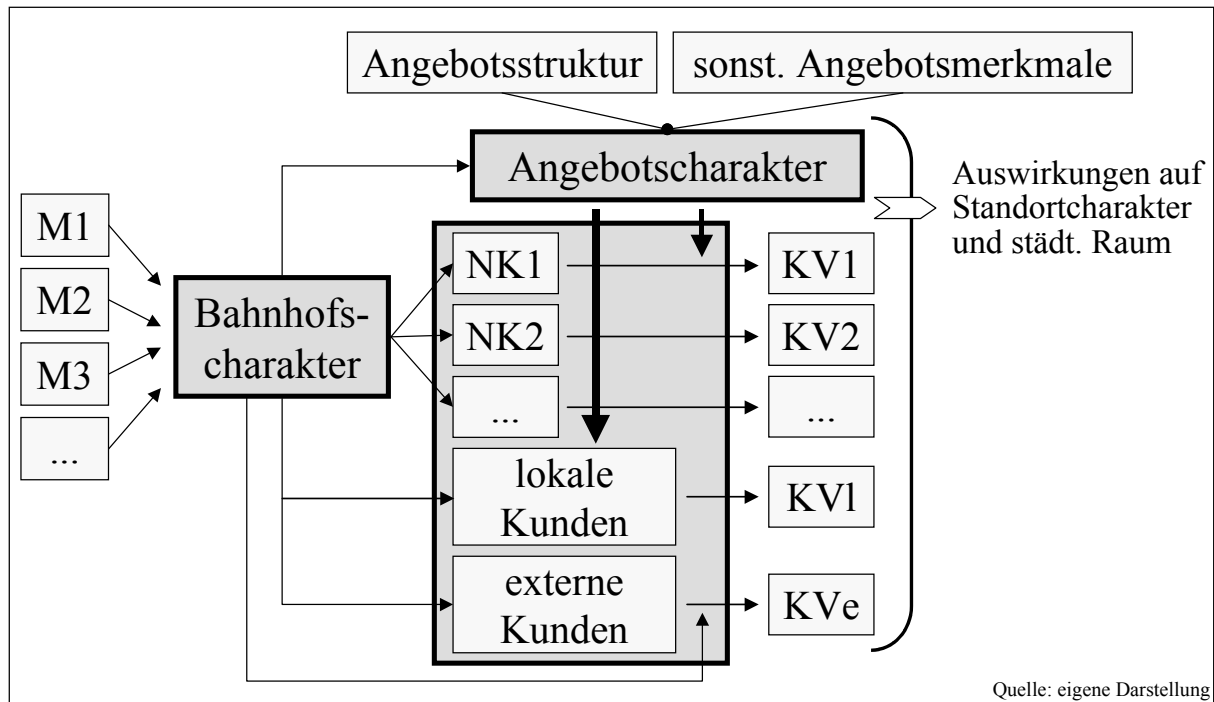 Angebotsstruktur
sonst. Angebotsmerkmale
Angebotscharakter
Auswirkungen auf
Standortcharakter
und städt. Raum
M1
M2
M3
...
Bahnhofs-
charakter
NK1
NK2
...
lokale
Kunden
externe
Kunden
KV1
KV2
...
KVl
KVe
Quelle: eigene Darstellung